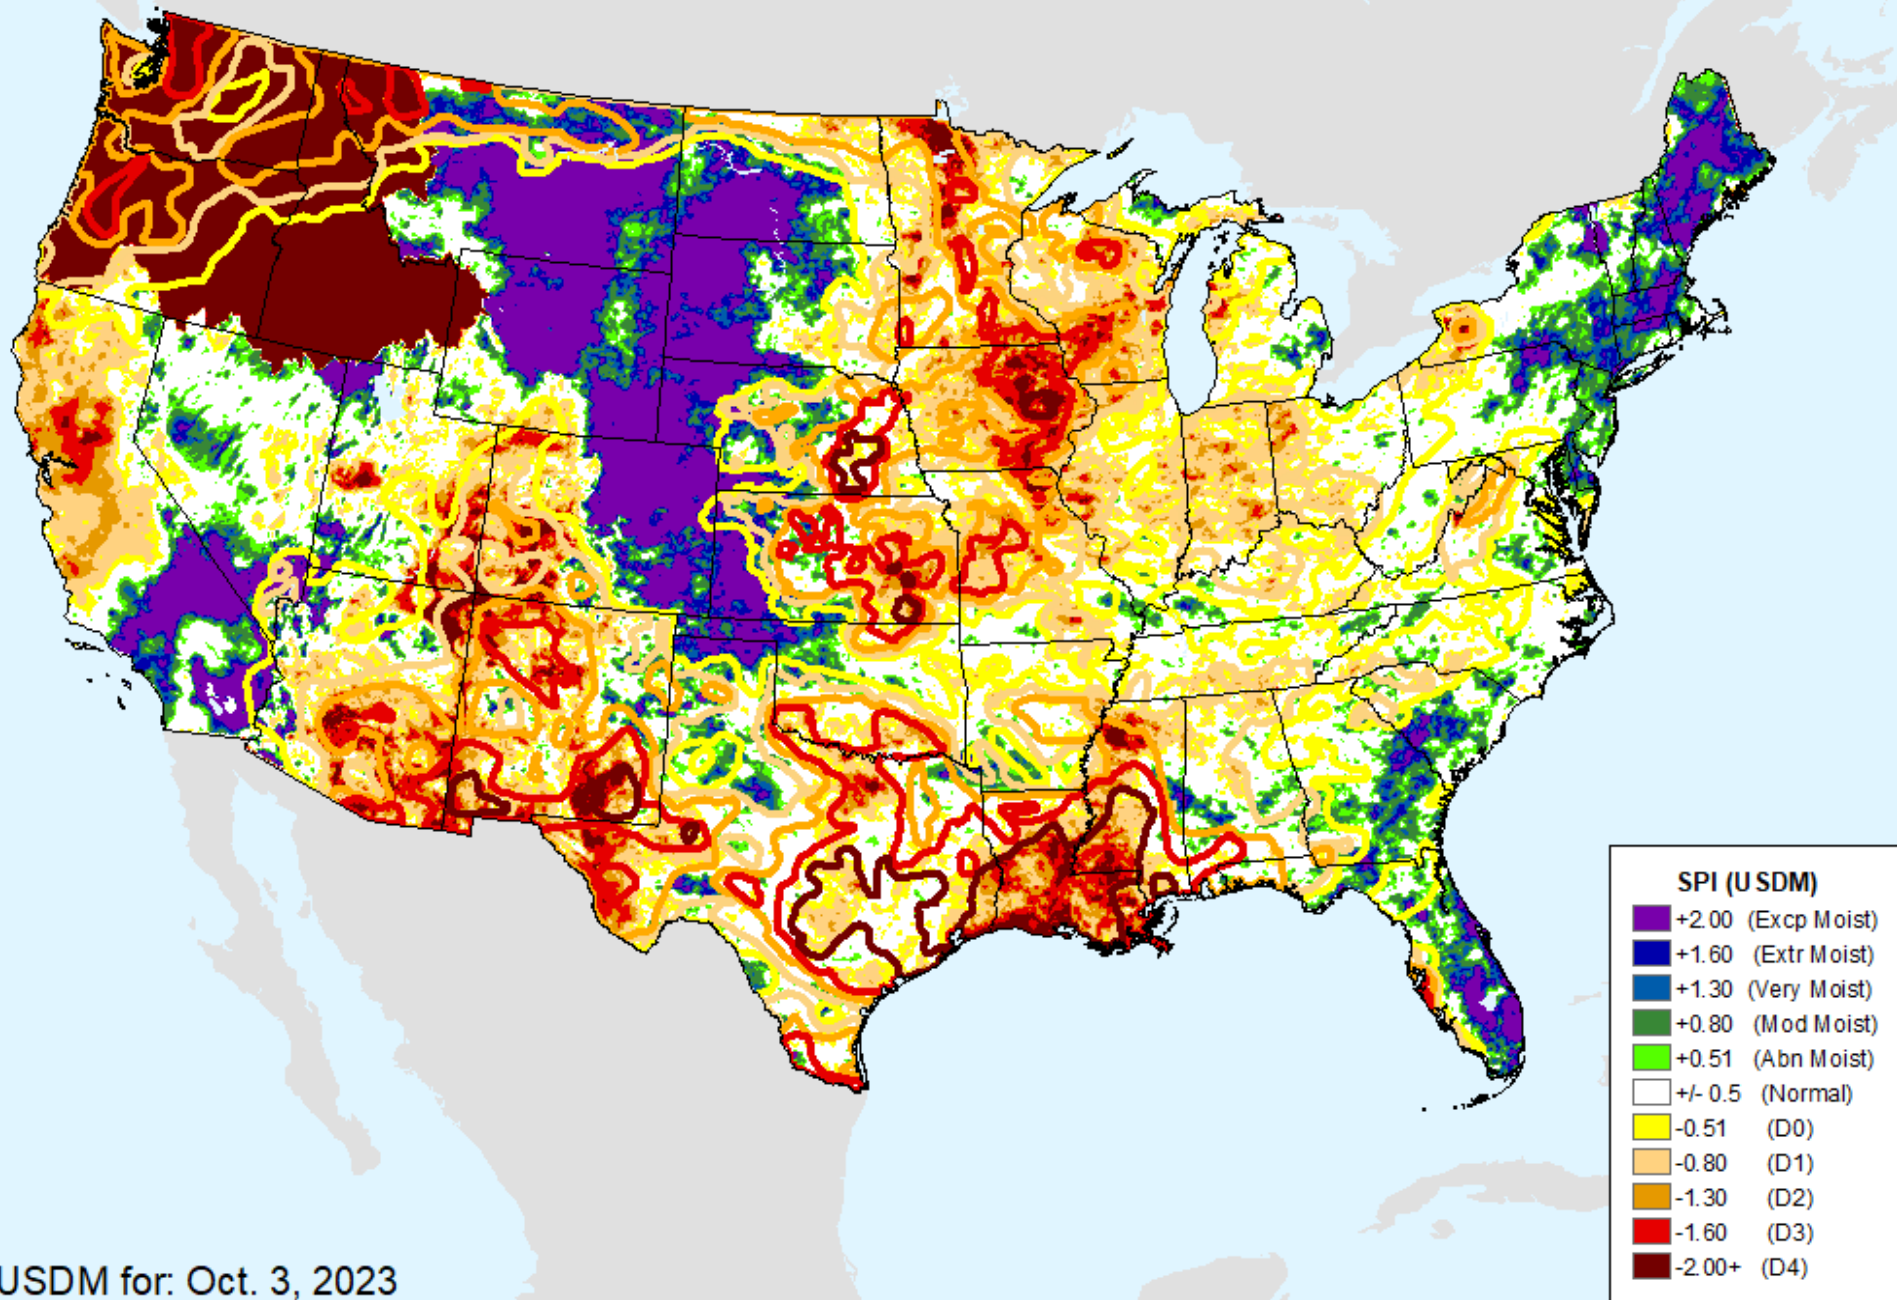 SPI (USDM)
+2.00 (Excp Moist)
+1.60 (Extr Moist)
+1.30 (Very Moist)
+0.80 (Mod Moist)
+0.51 (Abn Moist)
+/- 0.5 (Normal)
-0.51 (D0)
-0.80 (D1)
-1.30 (D2)
-1.60 (D3)
-2.00+ (D4)
USDM for: Oct. 3, 2023